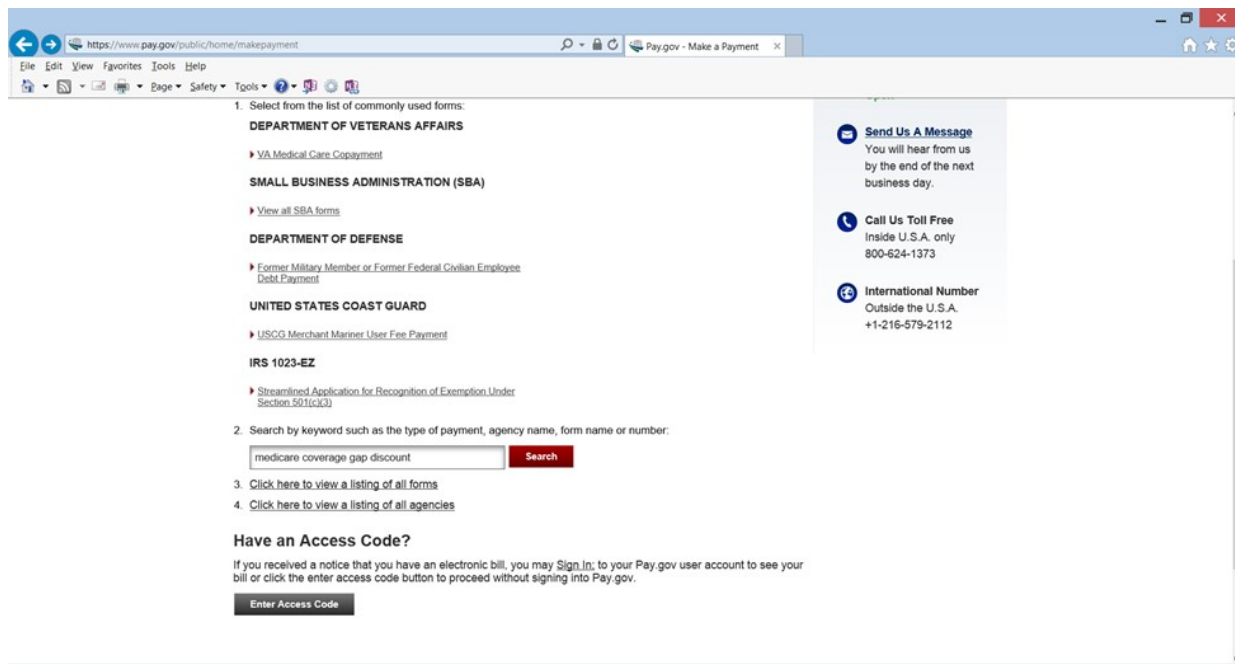 https://www.pay.gov/public/home/makepayment
Pay.gov - Make a Payment
File Edit View Favorites Tools Help
Page Safety Tools
1. Select from the list of commonly used forms:
DEPARTMENT OF VETERANS AFFAIRS
VA Medical Care Copayment
SMALL BUSINESS ADMINISTRATION (SBA)
View all SBA forms
DEPARTMENT OF DEFENSE
Former Military Member or Former Federal Civilian Employee
Debt Payment
UNITED STATES COAST GUARD
USCG Merchant Mariner User Fee Payment
IRS 1023-EZ
Streamlined Application for Recognition of Exemption Under
Section 501(c)(3)
2. Search by keyword such as the type of payment, agency name, form name or number:
medicare coverage gap discount
Search
3. Click here to view a listing of all forms
4. Click here to view a listing of all agencies
Have an Access Code?
If you received a notice that you have an electronic bill, you may Sign In; to your Pay.gov user account to see your
bill or click the enter access code button to proceed without signing into Pay.gov.
Enter Access Code
Send Us A Message
You will hear from us
by the end of the next
business day.
Call Us Toll Free
Inside U.S.A. only
800-624-1373
International Number
Outside the U.S.A.
+1-216-579-2112